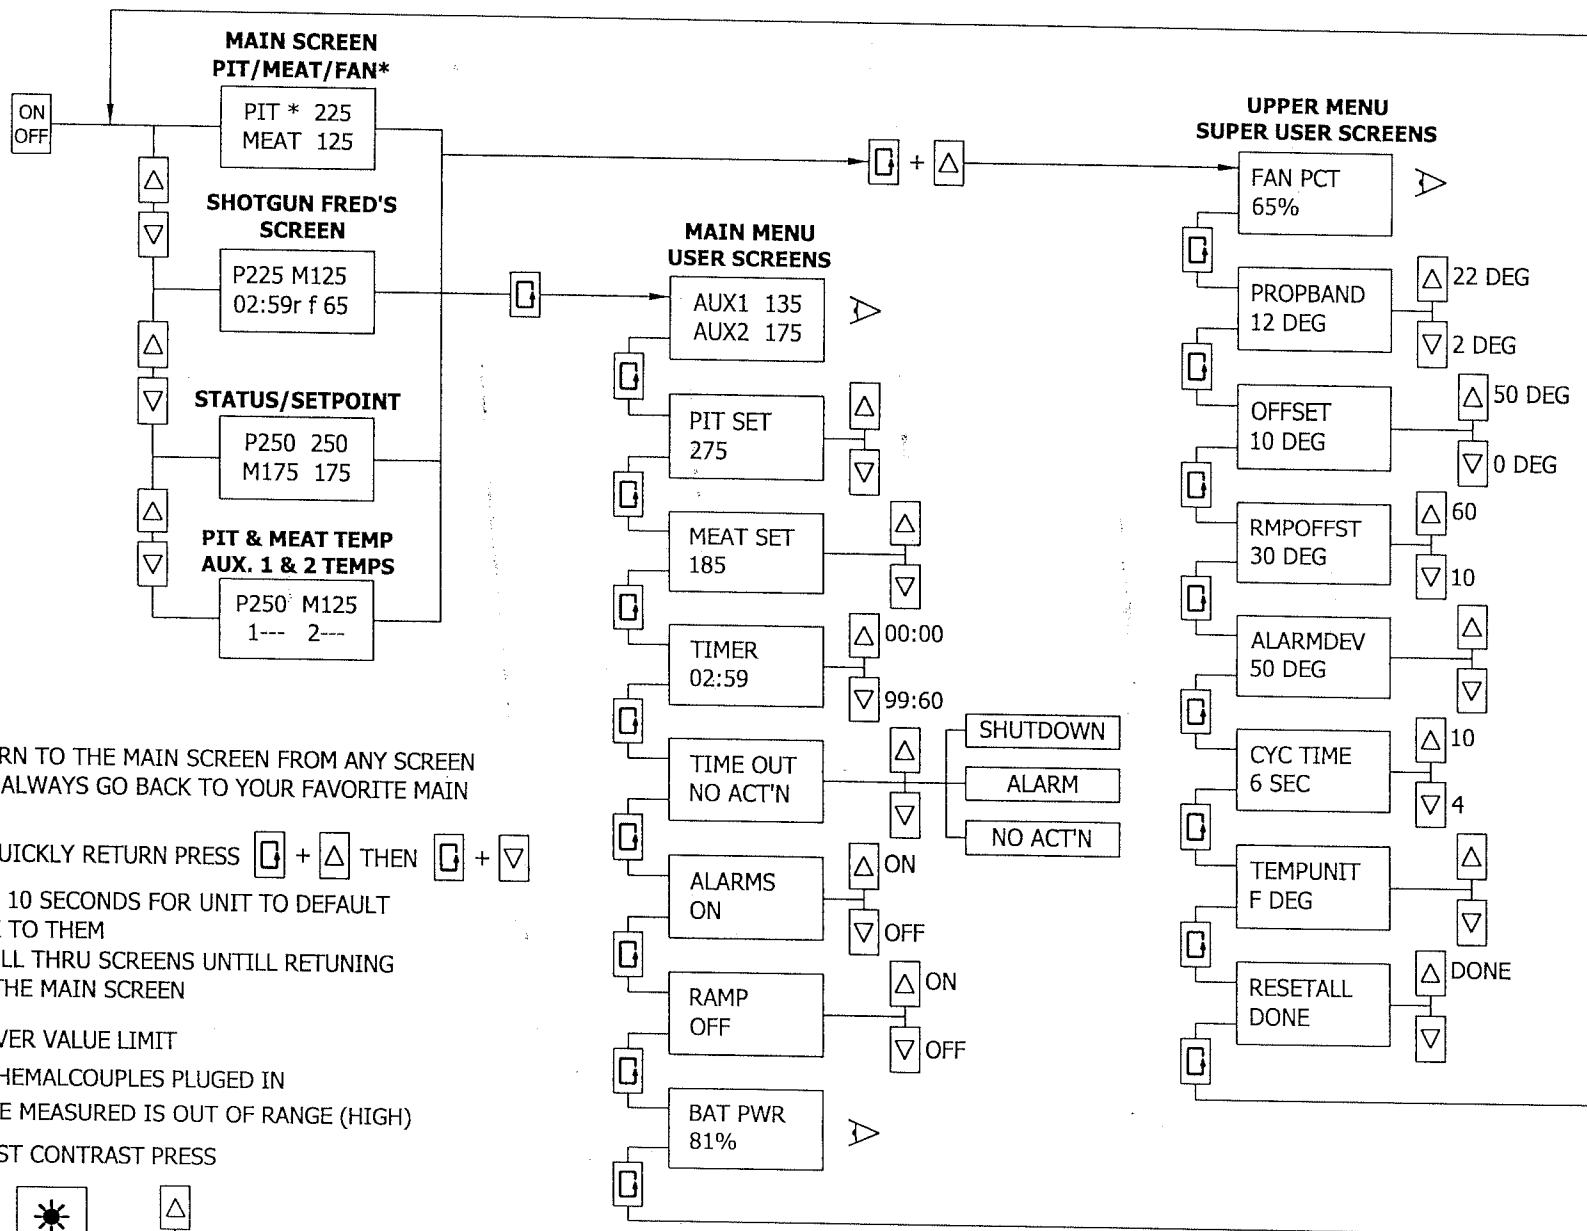 MAIN SCREEN
PIT/MEAT/FAN*
ON
OFF
PIT * 225
MEAT 125
SHOTGUN FRED'S
SCREEN
P225 M125
02:59r f 65
STATUS/SETPOINT
P250 250
M175 175
PIT & MEAT TEMP
AUX. 1 & 2 TEMPS
P250 M125
1--- 2---
+
MAIN MENU
USER SCREENS
AUX1 135
AUX2 175
PIT SET
275
MEAT SET
185
TIMER
02:59
00:00
99:60
TIME OUT
NO ACT'N
SHUTDOWN
ALARM
NO ACT'N
ALARMS
ON
ON
OFF
RAMP
OFF
ON
OFF
BAT PWR
81%
UPPER MENU
SUPER USER SCREENS
FAN PCT
65%
PROPBAND
12 DEG
22 DEG
2 DEG
OFFSET
10 DEG
50 DEG
0 DEG
RMPOFFST
30 DEG
60
10
ALARMDEV
50 DEG
CYC TIME
6 SEC
10
4
TEMPUNIT
F DEG
RESETALL
DONE
DONE
RN TO THE MAIN SCREEN FROM ANY SCREEN
ALWAYS GO BACK TO YOUR FAVORITE MAIN
UICKLY RETURN PRESS + THEN +
10 SECONDS FOR UNIT TO DEFAULT
TO THEM
LL THRU SCREENS UNTILL RETUNING
THE MAIN SCREEN
VER VALUE LIMIT
HEMALCOUPLES PLUGED IN
E MEASURED IS OUT OF RANGE (HIGH)
ST CONTRAST PRESS